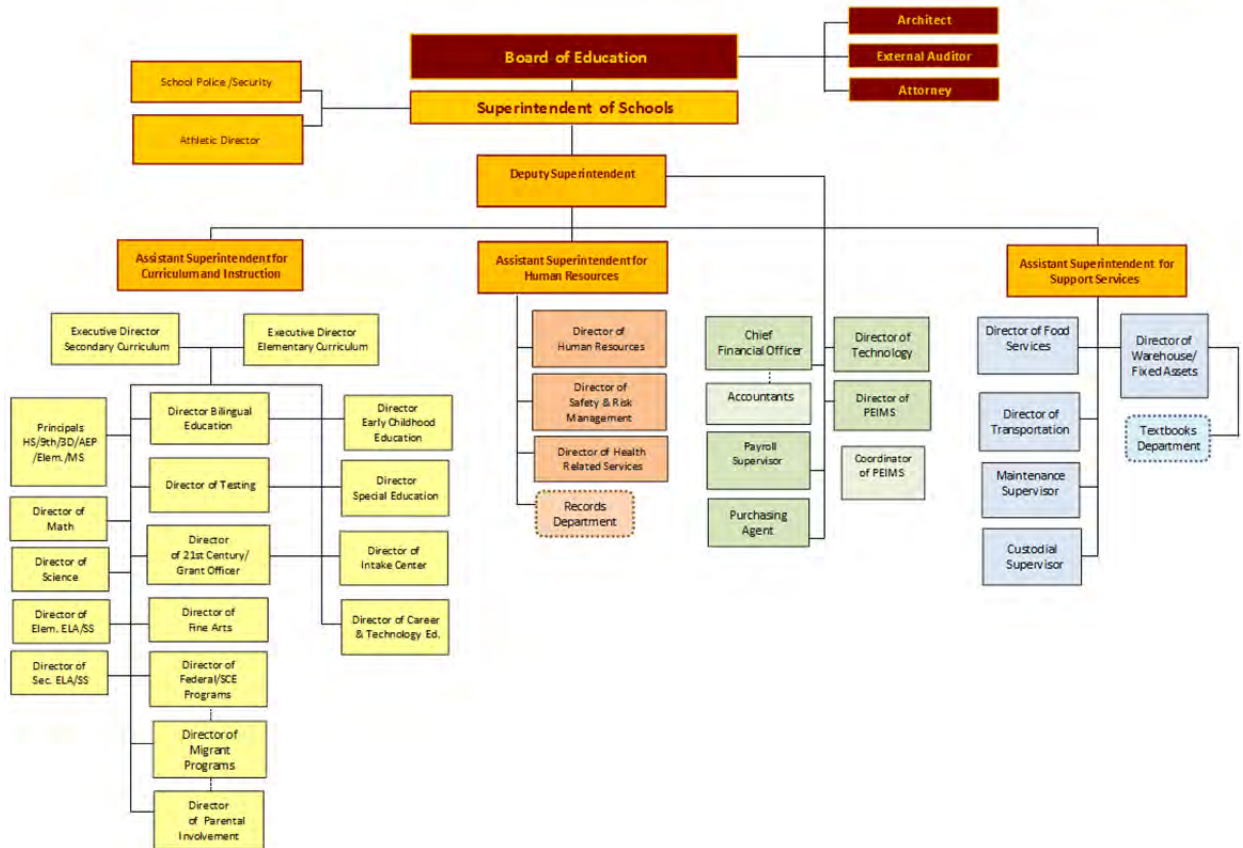 Board of Education
Architect
External Auditor
Attorney
School Police /Security
Athletic Director
Superintendent of Schools
Deputy Superintendent
Assistant Superintendent for
Curriculum and Instruction
Assistant Superintendent for
Human Resources
Assistant Superintendent for
Support Services
Executive Director
Secondary Curriculum
Executive Director
Elementary Curriculum
Principals
HS/9th/3D/AEP
/Elem./MS
Director of
Math
Director of
Science
Director of
Elem. ELA/SS
Director of
Sec. ELA/SS
Director Bilingual
Education
Director of Testing
Director
of 21st Century/
Grant Officer
Director of
Fine Arts
Director of
Federal/SCE
Programs
Director of
Migrant
Programs
Director
of Parental
Involvement
Director
Early Childhood
Education
Director
Special Education
Director of
Intake Center
Director of Career
& Technology Ed.
Director of
Human Resources
Director of
Safety & Risk
Management
Director of Health
Related Services
Records
Department
Chief
Financial Officer
Accountants
Payroll
Supervisor
Purchasing
Agent
Director of
Technology
Director of
PEIMS
Coordinator
of PEIMS
Director of Food
Services
Director of
Transportation
Maintenance
Supervisor
Custodial
Supervisor
Director of
Warehouse/
Fixed Assets
Textbooks
Department